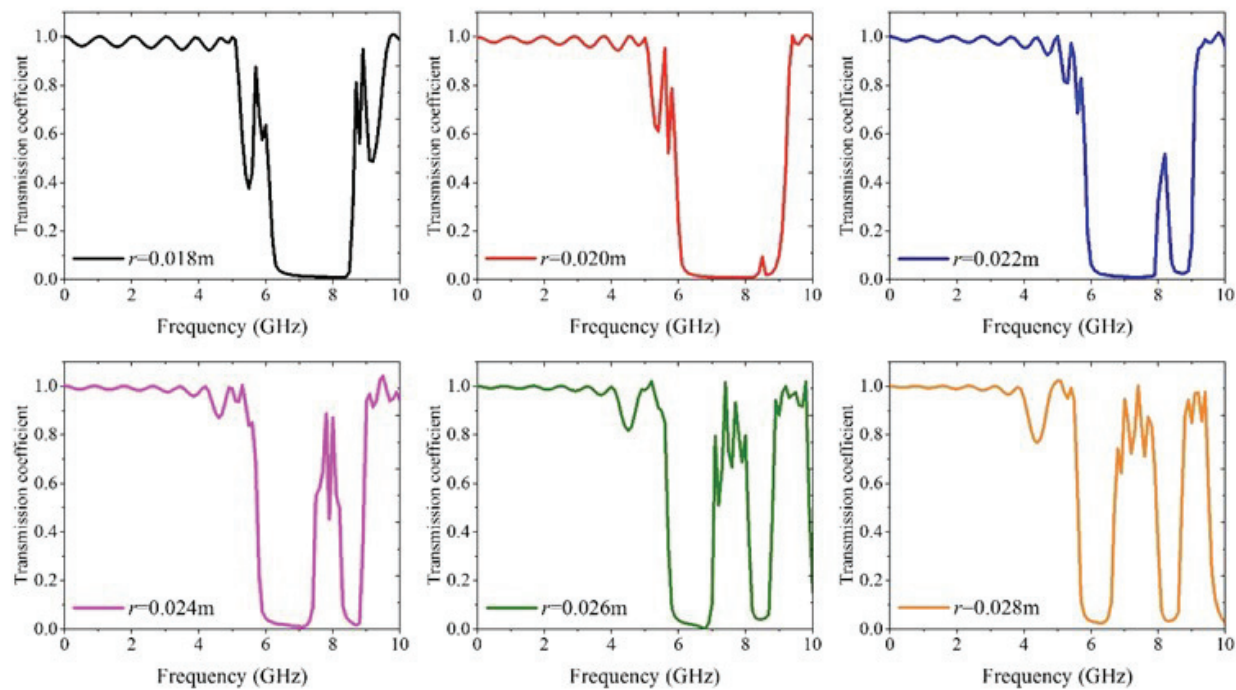 1.0 1.0 1.0
0.8 0.8 0.8
0.6 0.6 0.6
0.4 0.4 0.4
0.2 0.2 0.2
0.0 0.0 0.0
Transmission coefficient Transmission coefficient Transmission coefficient
r=0.018m r=0.020m r=0.022m
0 2 4 6 8 10 0 2 4 6 8 10 0 2 4 6 8 10
Frequency (GHz) Frequency (GHz) Frequency (GHz)
1.0 1.0 1.0
0.8 0.8 0.8
0.6 0.6 0.6
0.4 0.4 0.4
0.2 0.2 0.2
0.0 0.0 0.0
Transmission coefficient Transmission coefficient Transmission coefficient
r=0.024m r=0.026m r=0.028m
0 2 4 6 8 10 0 2 4 6 8 10 0 2 4 6 8 10
Frequency (GHz) Frequency (GHz) Frequency (GHz)